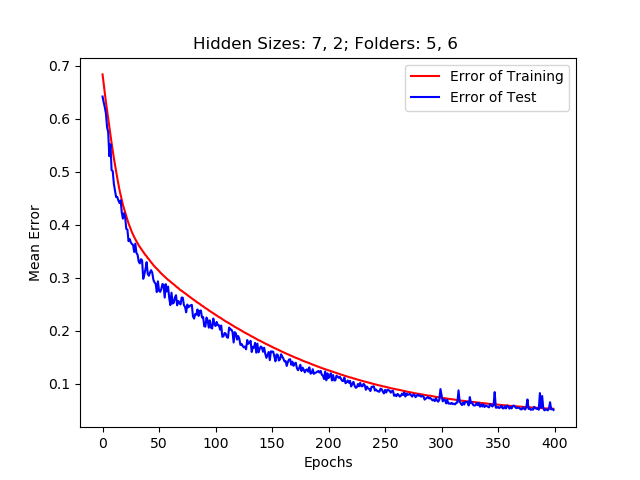 Hidden Sizes: 7, 2; Folders: 5, 6
Error of Training
Error of Test
Mean Error
0.7
0.6
0.5
0.4
0.3
0.2
0.1
0 50 100 150 200 250 300 350 400
Epochs